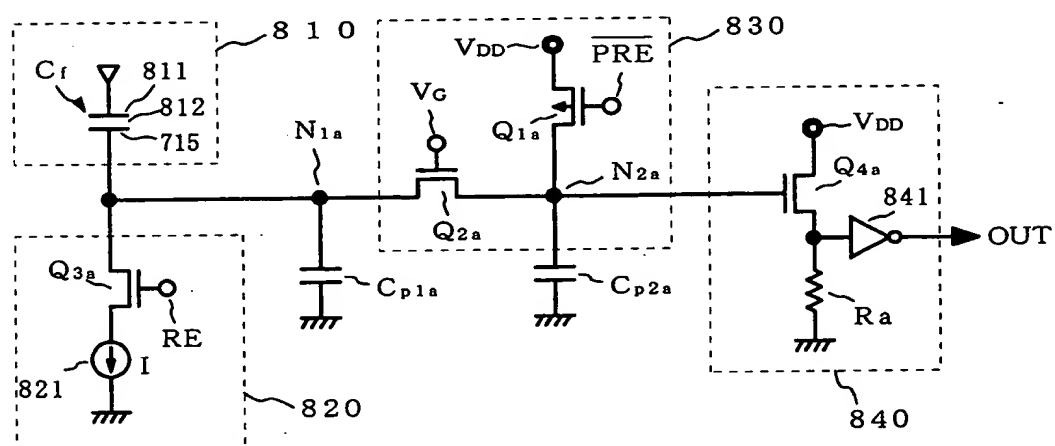 810
830
Cf
811
812
715
VDD
PRE
VG
Q1a
VDD
N1a
N2a
Q4a
841
Q2a
OUT
Q3a
Cp1a
Cp2a
Ra
RE
821
I
820
840